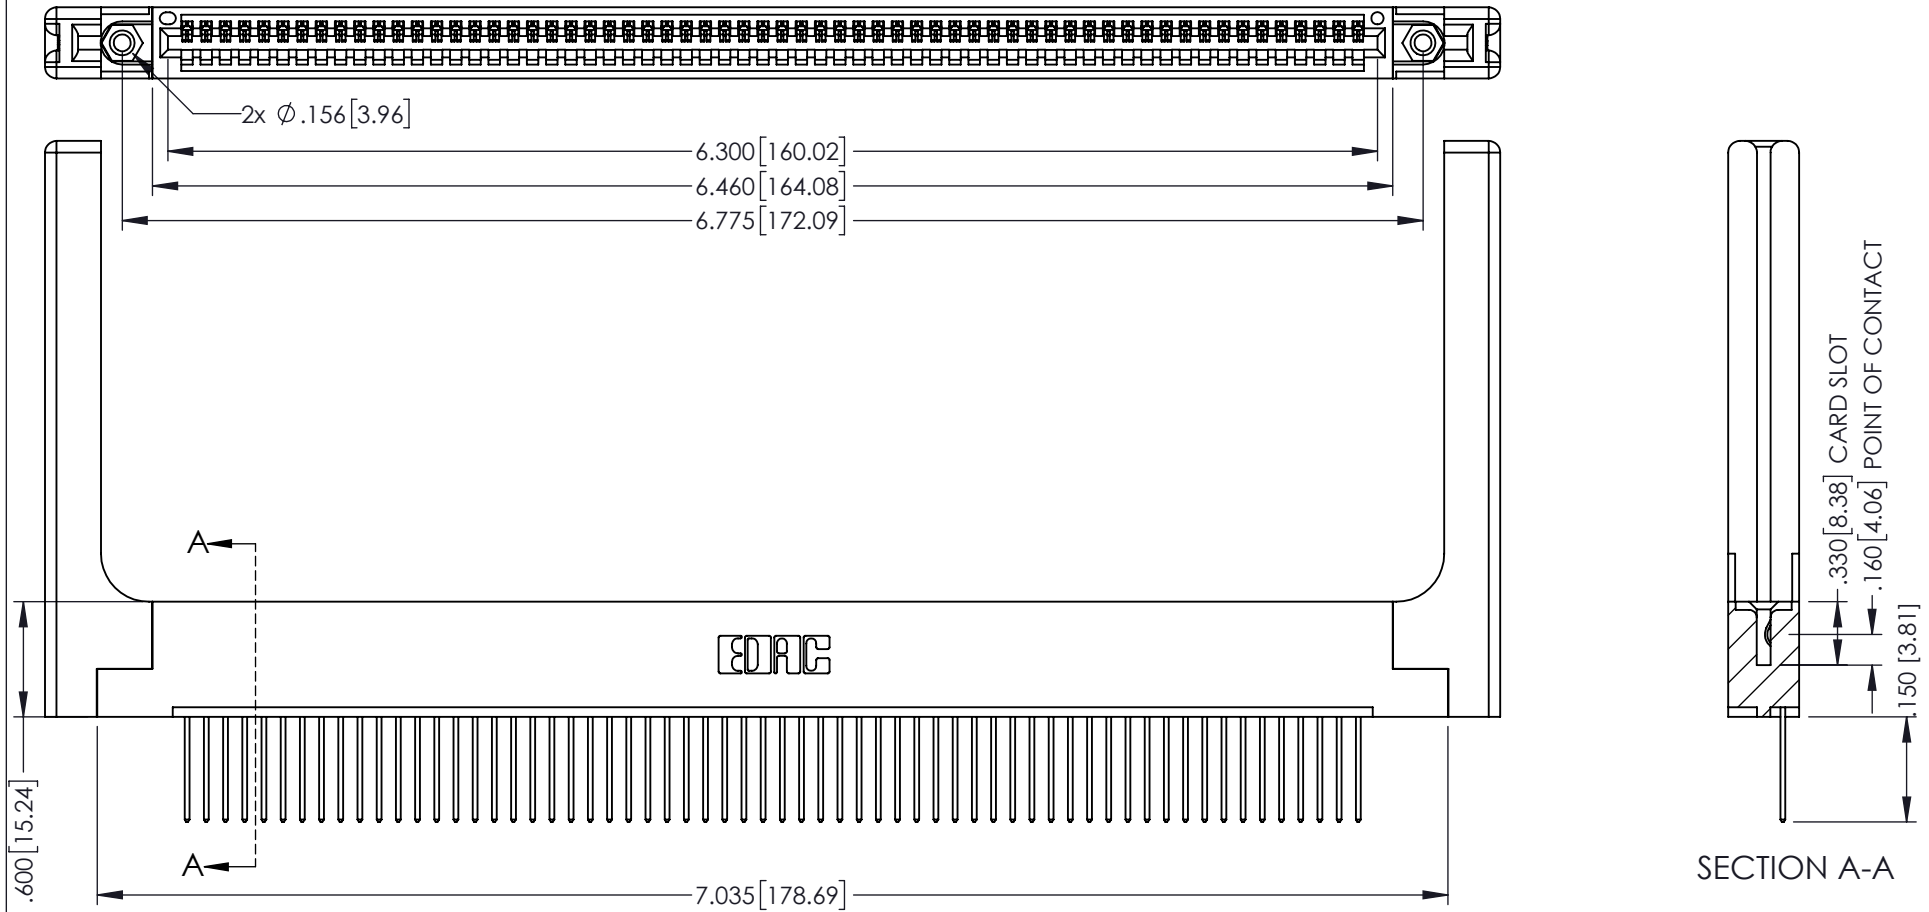 2x Ø.156[3.96]
6.300[160.02]
6.460[164.08]
6.775[172.09]
A
A
EDAC
.600[15.24]
7.035[178.69]
.330[8.38] CARD SLOT
.160[4.06] POINT OF CONTACT
.150 [3.81]
SECTION A-A